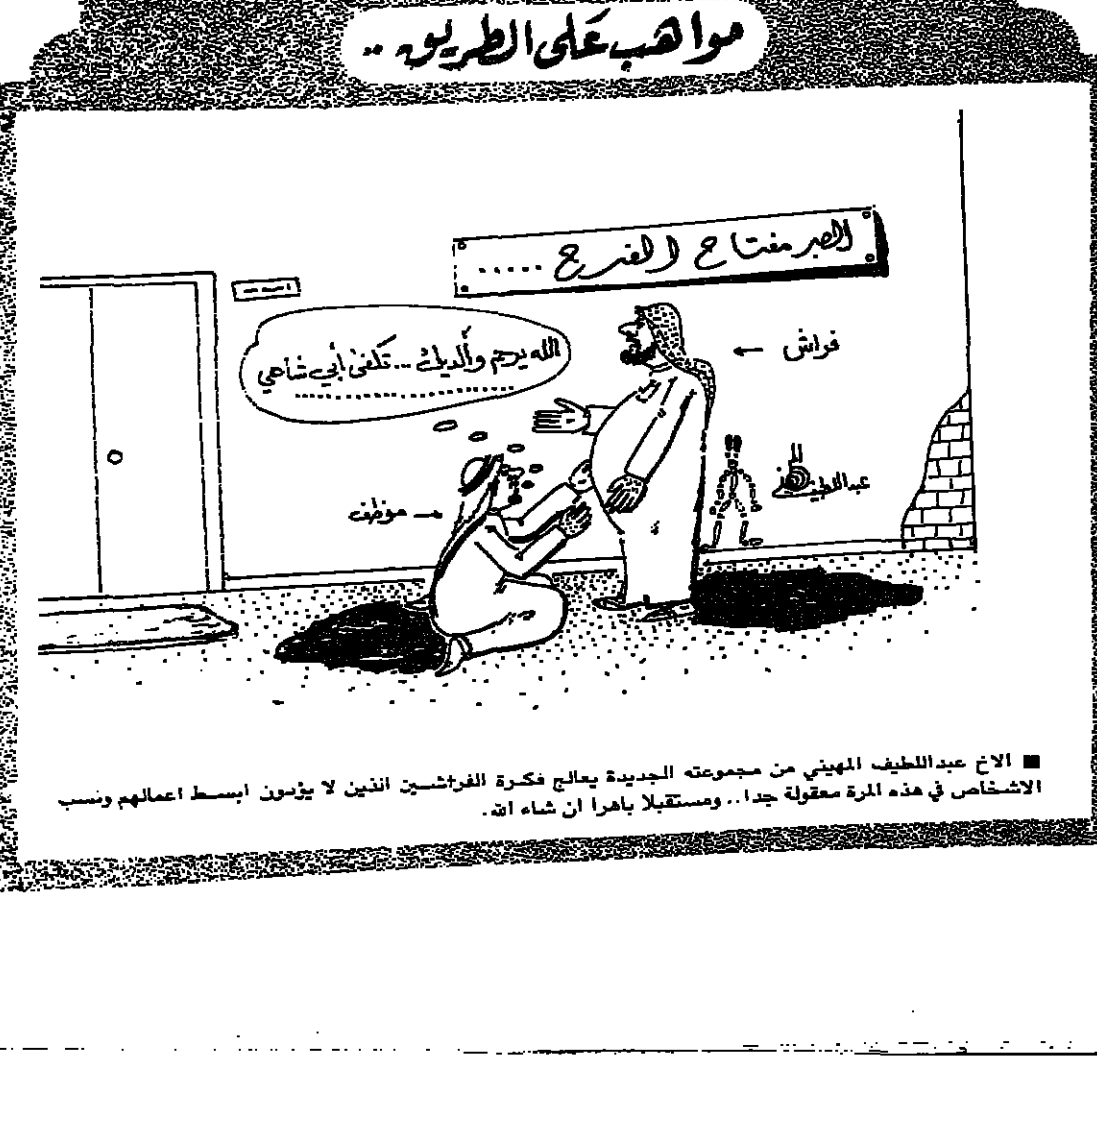 مواهب على الطريق ..
الصبر مفتاح الفرج .....
الله يرحم والديك ... تكفى أبي شاهي
فراش
عبداللطيف
موظف
■ الاخ عبداللطيف المهيني من مجموعته الجديدة يعالج فكرة الفراشين الذين لا يؤدون ابسط اعمالهم ونسب
الاشخاص في هذه المرة معقولة جدا .. ومستقبلا باهرا ان شاء الله .